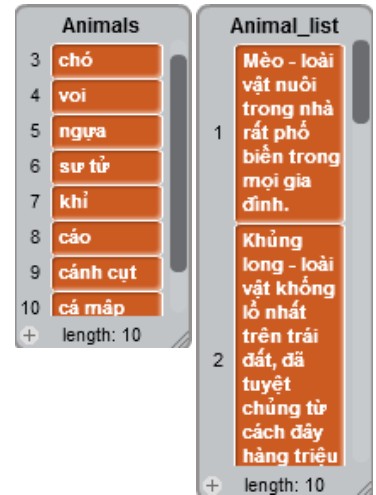 Animals
3 chó
4 voi
5 ngựa
6 sư tử
7 khỉ
8 cáo
9 cánh cụt
10 cá mập
+ length: 10
Animal_list
Mèo - loài
vật nuôi
trong nhà
1 rất phổ
biến trong
mọi gia
đình.
Khủng
long - loài
vật khổng
lồ nhất
trên trái
2 đất, đã
tuyệt
chủng từ
cách đây
hàng triệu
+ length: 10